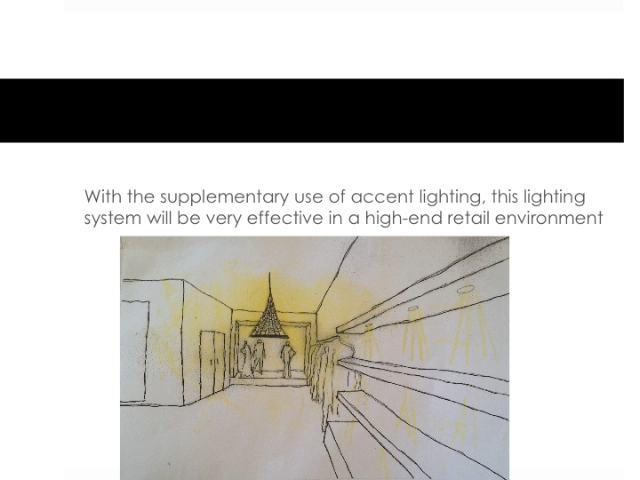 With the supplementary use of accent lighting, this lighting
system will be very effective in a high-end retail environment